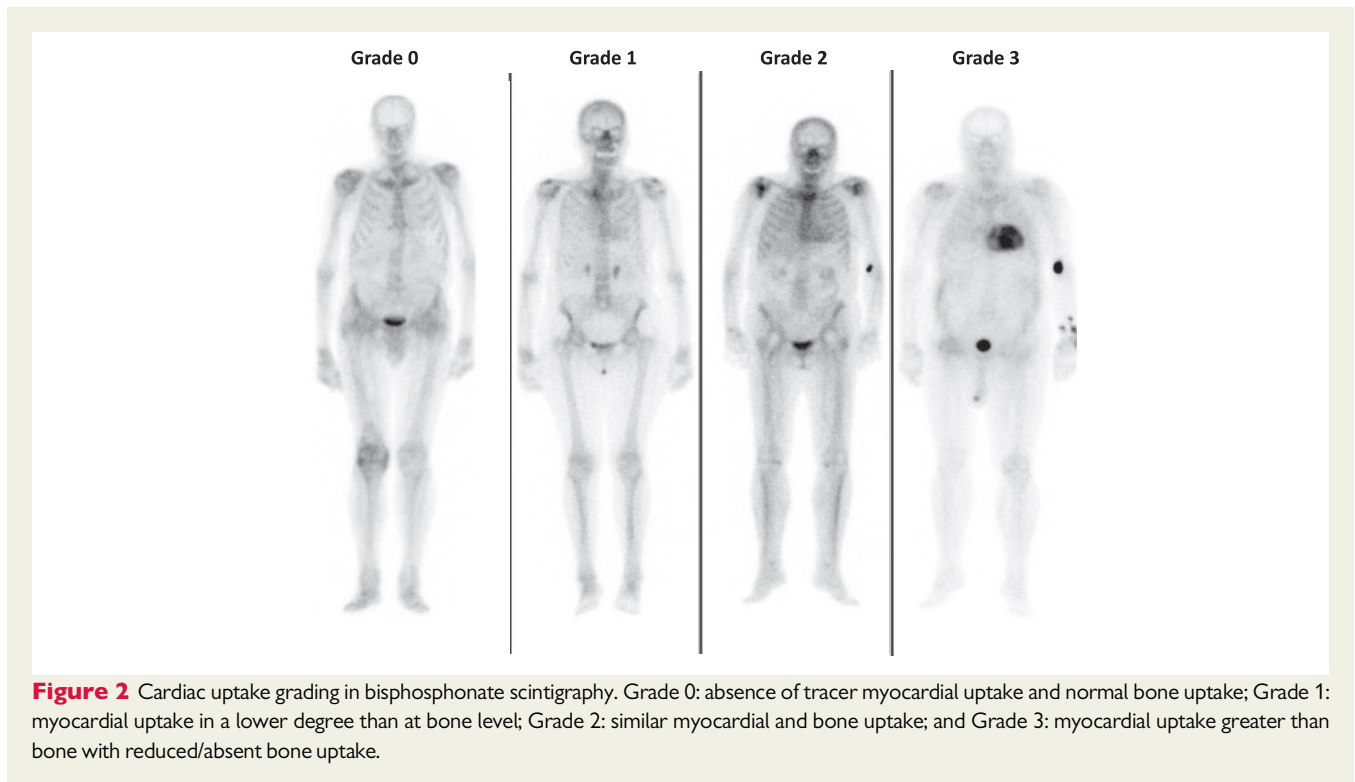 Grade 0 Grade 1 Grade 2 Grade 3
Figure 2 Cardiac uptake grading in bisphosphonate scintigraphy. Grade 0: absence of tracer myocardial uptake and normal bone uptake; Grade 1:
myocardial uptake in a lower degree than at bone level; Grade 2: similar myocardial and bone uptake; and Grade 3: myocardial uptake greater than
bone with reduced/absent bone uptake.